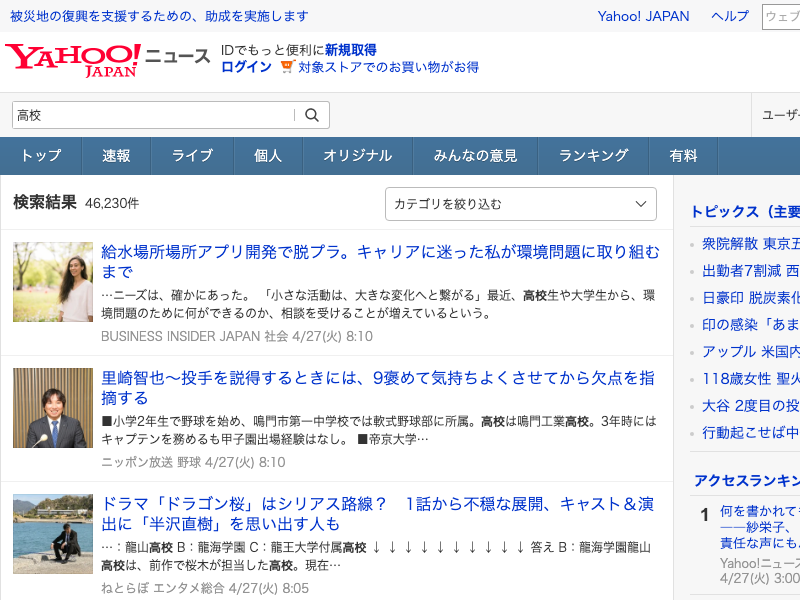 被災地の復興を支援するための、助成を実施します
Yahoo! JAPAN
ヘルプ
ウェブ
YAHOO! JAPAN ニュース
IDでもっと便利に新規取得
ログイン
対象ストアでのお買い物がお得
高校
ユーザー
トップ
速報
ライブ
個人
オリジナル
みんなの意見
ランキング
有料
検索結果 46,230件
カテゴリを絞り込む
給水場所場所アプリ開発で脱プラ。キャリアに迷った私が環境問題に取り組む
まで
…ニーズは、確かにあった。 「小さな活動は、大きな変化へと繋がる」最近、高校生や大学生から、環
境問題のために何ができるのか、相談を受けることが増えているという。
BUSINESS INSIDER JAPAN 社会 4/27(火) 8:10
里崎智也〜投手を説得するときには、9褒めて気持ちよくさせてから欠点を指
摘する
■小学2年生で野球を始め、鳴門市第一中学校では軟式野球部に所属。高校は鳴門工業高校。3年時には
キャプテンを務めるも甲子園出場経験はなし。 ■帝京大学…
ニッポン放送 野球 4/27(火) 8:10
ドラマ「ドラゴン桜」はシリアス路線？ 1話から不穏な展開、キャスト＆演
出に「半沢直樹」を思い出す人も
…：龍山高校 B：龍海学園 C：龍王大学付属高校 ↓ ↓ ↓ ↓ ↓ ↓ ↓ ↓ ↓ ↓ 答え B：龍海学園龍山
高校は、前作で桜木が担当した高校。現在…
ねとらぼ エンタメ総合 4/27(火) 8:05
トピックス（主要
衆院解散 東京五
出勤者7割減 西
日豪印 脱炭素化
印の感染「あま
アップル 米国内
118歳女性 聖火
大谷 2度目の投
行動起こせば中
アクセスランキン
1
何を書かれても
――紗栄子、
責任な声にも
Yahoo!ニュース
4/27(火) 3:00